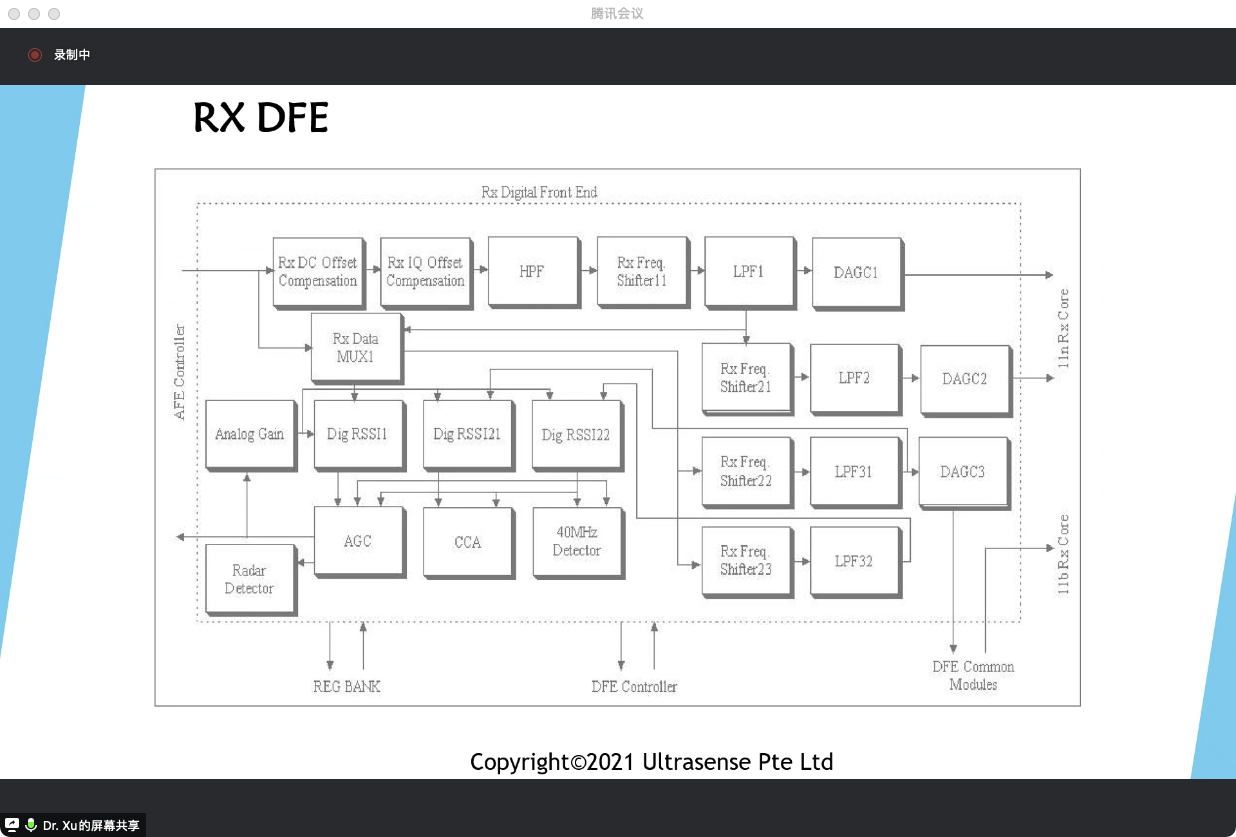 腾讯会议
录制中
RX DFE
Rx Digital Front End
Rx DC Offset
Compensation
Rx IQ Offset
Compensation
HPF
Rx Freq.
Shifter11
LPF1
DAGC1
AFE Controller
Rx Data
MUX1
11n Rx Core
Rx Freq.
Shifter21
LPF2
DAGC2
Analog Gain
Dig RSSI1
Dig RSSI21
Dig RSSI22
Rx Freq.
Shifter22
LPF31
DAGC3
AGC
CCA
40MHz
Detector
Rx Freq.
Shifter23
LPF32
11b Rx Core
Radar
Detector
REG BANK
DFE Controller
DFE Common
Modules
Copyright©2021 Ultrasense Pte Ltd
Dr. Xu的屏幕共享